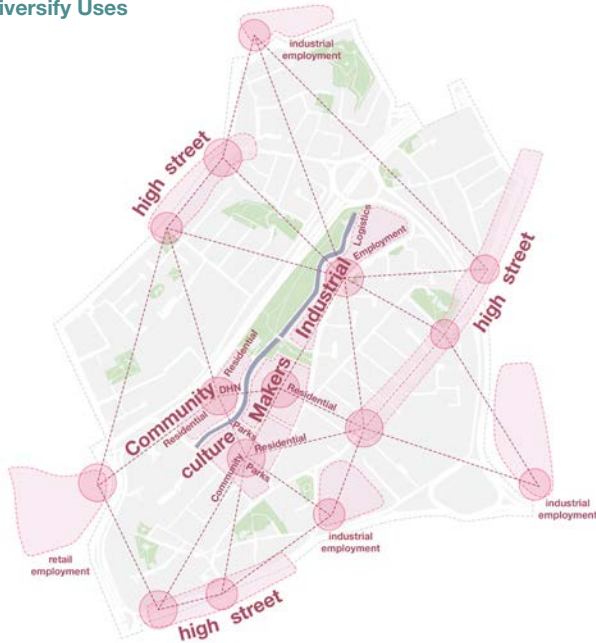 iversify Uses
industrial
employment
high street
Logistics
Employment
Industrial
high street
Residential
Community
DHN
Makers
Residential
Residential
culture
Parks
Residential
Community
Parks
industrial
employment
industrial
employment
retail
employment
high street